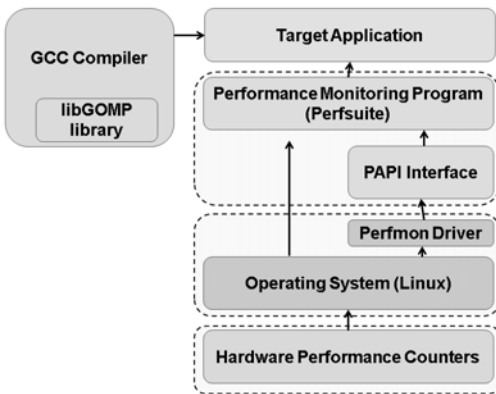 GCC Compiler
libGOMP
library
Target Application
Performance Monitoring Program
(Perfsuite)
PAPI Interface
Perfmon Driver
Operating System (Linux)
Hardware Performance Counters